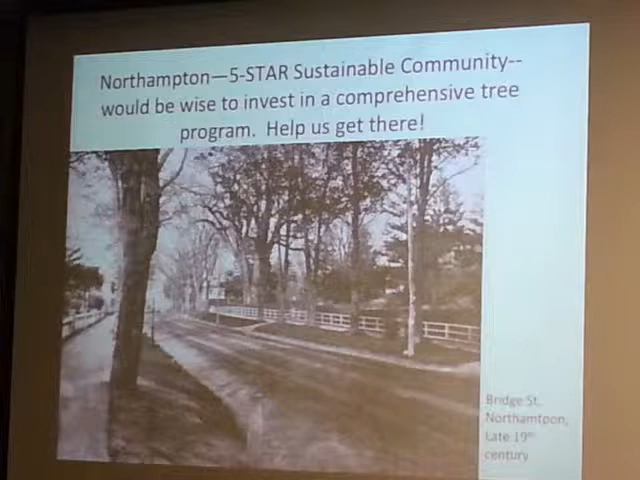 Northampton—5-STAR Sustainable Community--
would be wise to invest in a comprehensive tree
program. Help us get there!
Bridge St.
Northamtpon,
Late 19th
century